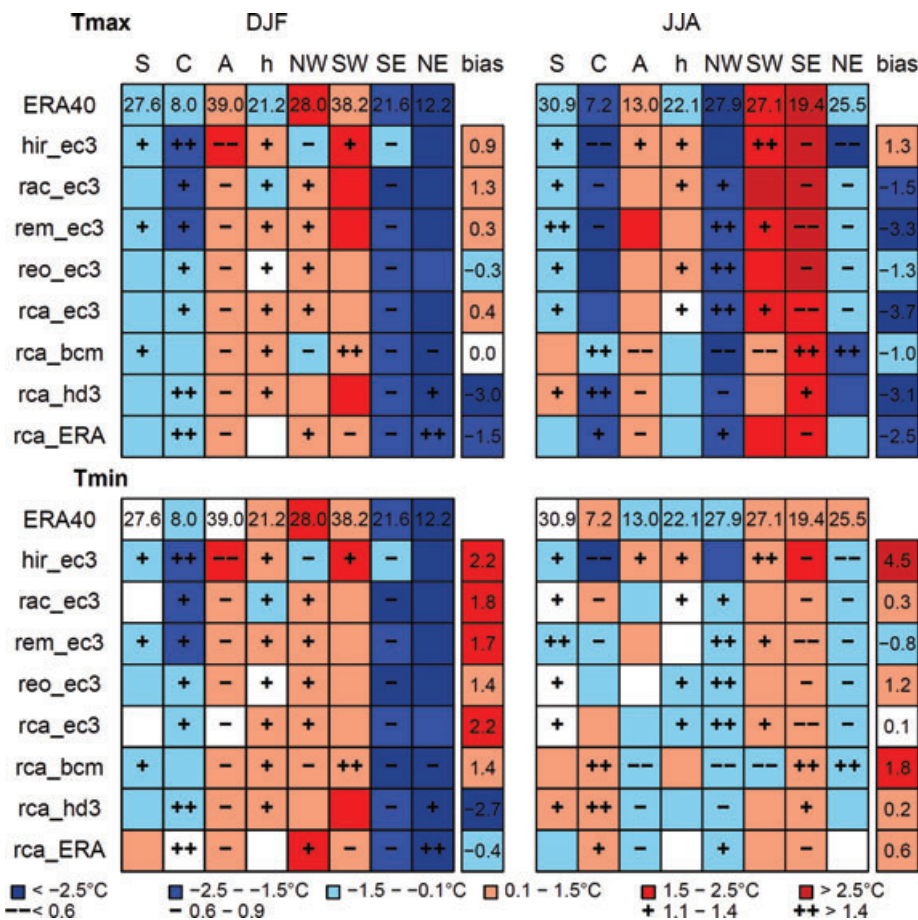 Tmax DJF JJA
S C A h NW SW SE NE bias S C A h NW SW SE NE bias
ERA40 27.6 8.0 39.0 21.2 28.0 38.2 21.6 12.2 30.9 7.2 13.0 22.1 27.9 27.1 19.4 25.5
hir_ec3 + ++ −− + − + − 0.9 + −− + + ++ − −− 1.3
rac_ec3 + − + + − 1.3 + − + + − − −1.5
rem_ec3 + + − + + − 0.3 ++ − ++ + −− − −3.3
reo_ec3 + − + + − −0.3 + + ++ − − −1.3
rca_ec3 + − + + − 0.4 + + ++ + −− − −3.7
rca_bcm + − + − ++ − − 0.0 ++ −− −− −− ++ ++ −1.0
rca_hd3 ++ − + − + −3.0 + ++ − − + −3.1
rca_ERA ++ − + − − ++ −1.5 + − + − −2.5
Tmin
ERA40 27.6 8.0 39.0 21.2 28.0 38.2 21.6 12.2 30.9 7.2 13.0 22.1 27.9 27.1 19.4 25.5
hir_ec3 + ++ −− + − + − 2.2 + −− + + ++ − −− 4.5
rac_ec3 + − + + − 1.8 + − + + − − 0.3
rem_ec3 + + − + + − 1.7 ++ − ++ + −− − −0.8
reo_ec3 + − + + − 1.4 + + ++ − − 1.2
rca_ec3 + − + + − 2.2 + + ++ + −− − 0.1
rca_bcm + − + − ++ − − 1.4 ++ −− −− −− ++ ++ 1.8
rca_hd3 ++ − + − + −2.7 + ++ − − + 0.2
rca_ERA ++ − + − − ++ −0.4 + − + − 0.6
< −2.5°C −2.5 – −1.5°C −1.5 – −0.1°C 0.1 – 1.5°C 1.5 – 2.5°C > 2.5°C
−− < 0.6 − 0.6 – 0.9 + 1.1 – 1.4 ++ > 1.4